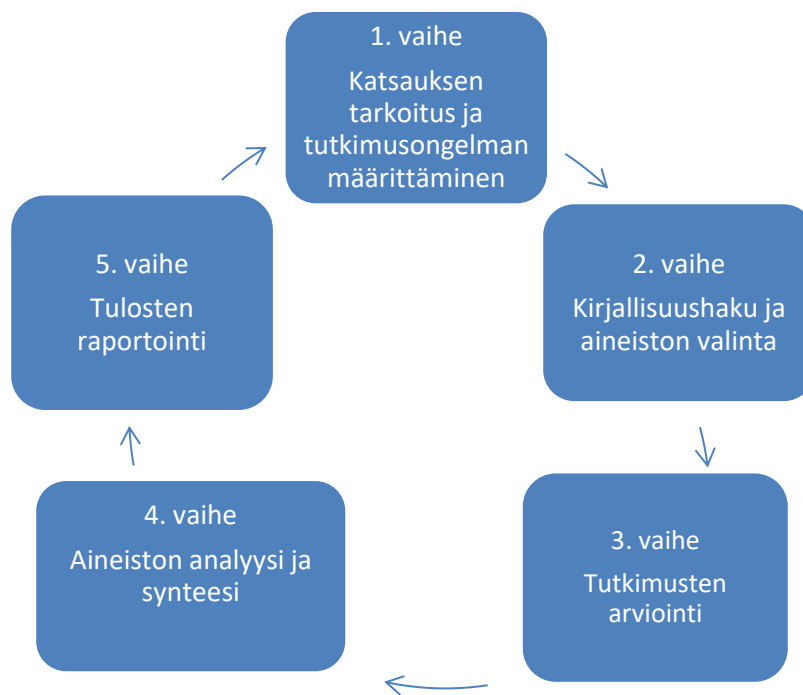 1. vaihe
Katsauksen
tarkoitus ja
tutkimusongelman
määrittäminen
2. vaihe
Kirjallisuushaku ja
aineiston valinta
3. vaihe
Tutkimusten
arviointi
4. vaihe
Aineiston analyysi ja
synteesi
5. vaihe
Tulosten
raportointi